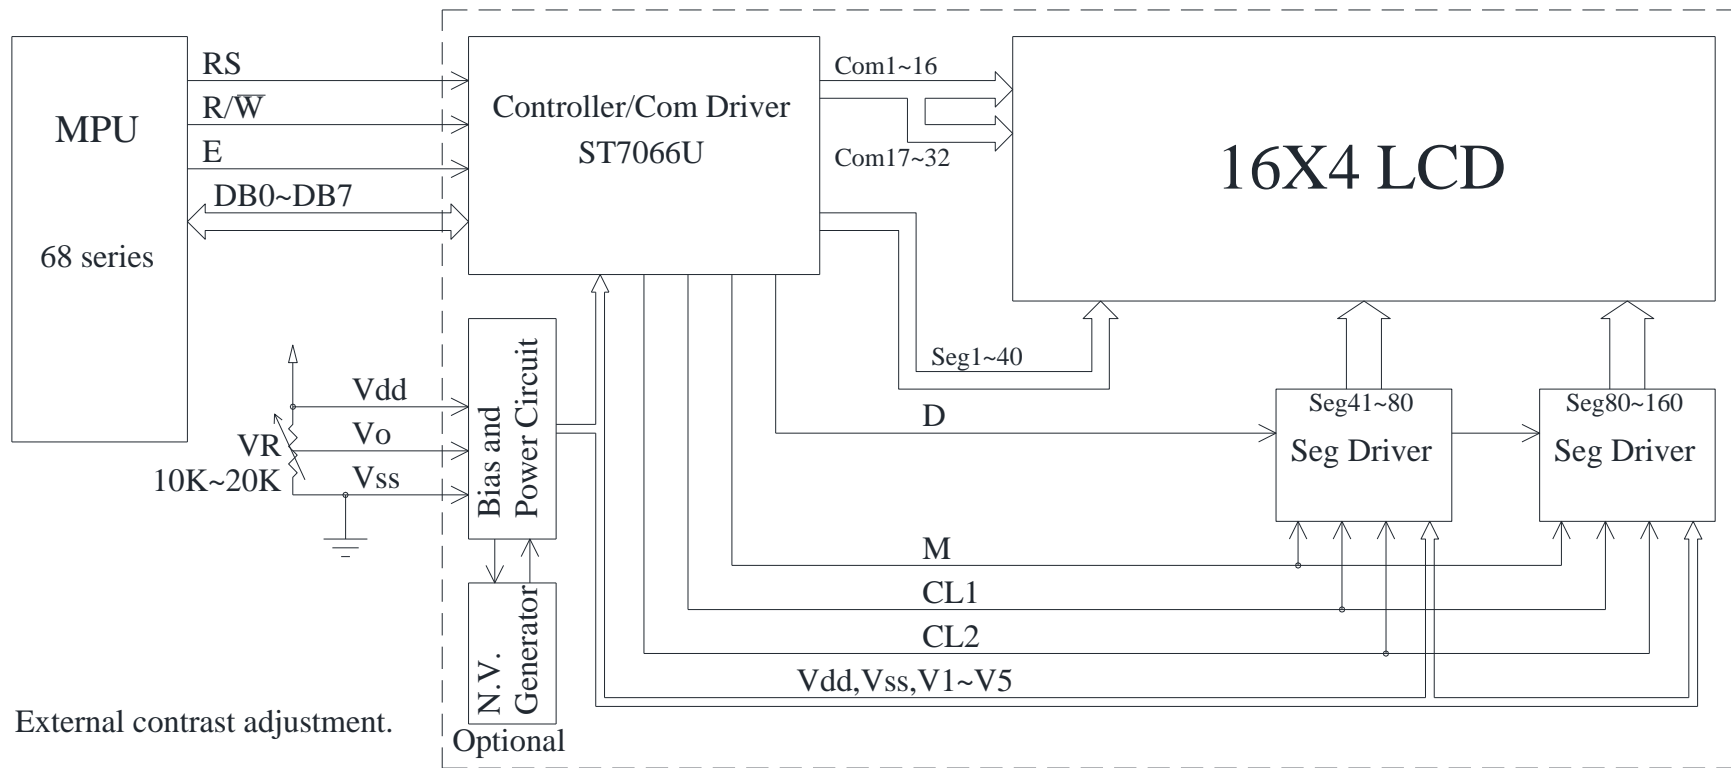 MPU
68 series
RS
R/W̅
E
DB0~DB7
Controller/Com Driver
ST7066U
Com1~16
Com17~32
16X4 LCD
Seg1~40
Vdd
Vo
Vss
VR
10K~20K
Bias and
Power Circuit
D
Seg41~80
Seg Driver
Seg80~160
Seg Driver
M
CL1
CL2
Vdd,Vss,V1~V5
N.V.
Generator
Optional
External contrast adjustment.